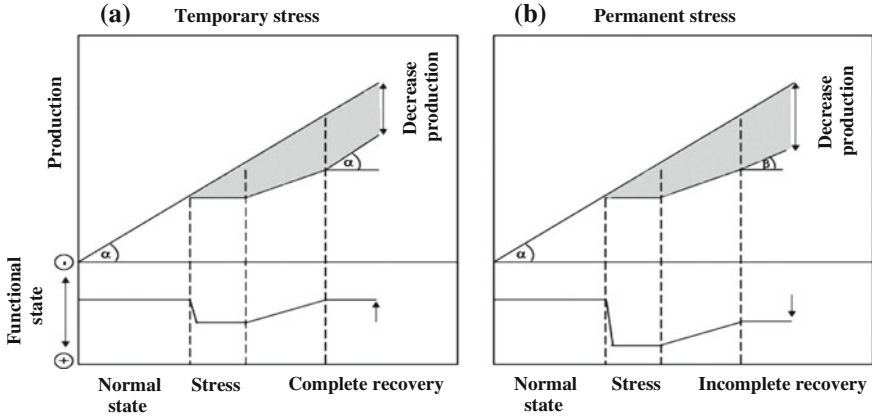 (a) Temporary stress
Production
Decrease
production
α
α
Functional
state
Normal
state
Stress
Complete recovery
(b) Permanent stress
Decrease
production
β
α
Normal
state
Stress
Incomplete recovery